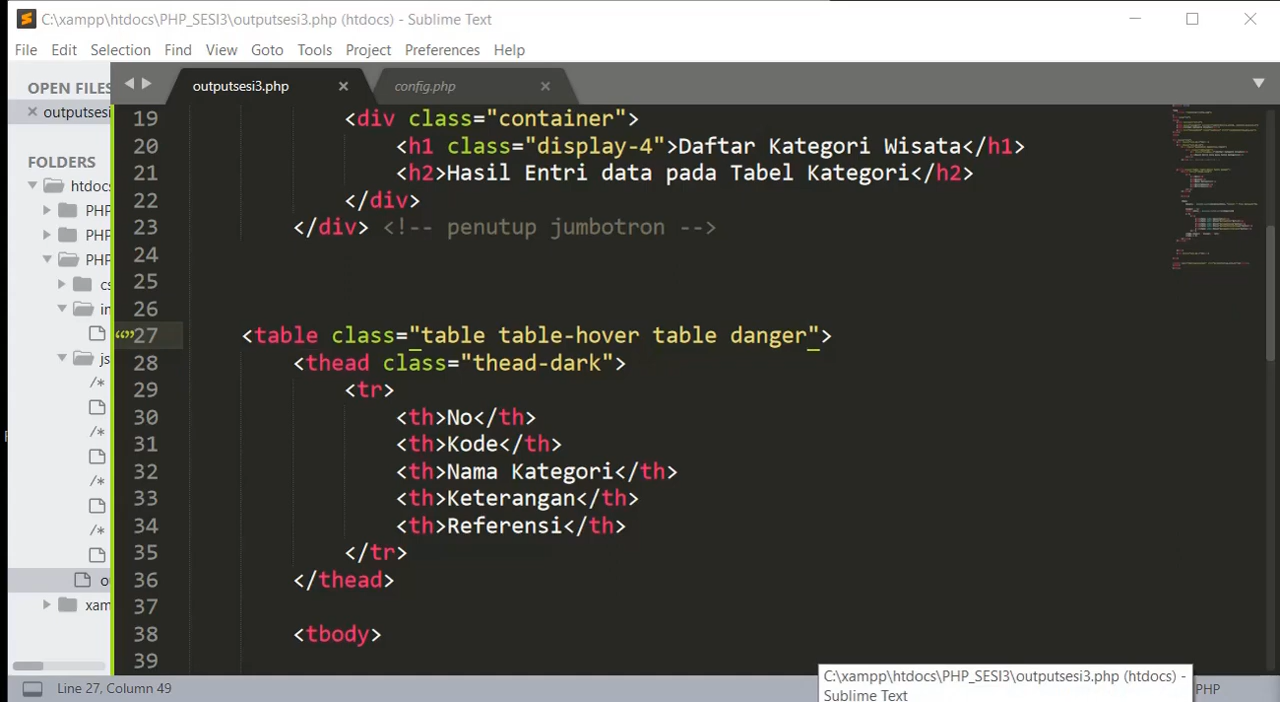 C:\xampp\htdocs\PHP_SESI3\outputsesi3.php (htdocs) - Sublime Text
File Edit Selection Find View Goto Tools Project Preferences Help
OPEN FILES
outputsesi3.php config.php
outputsesi
FOLDERS
htdocs
PHP
PHP
PHP
cs
in
js
/*
/*
/*
/*
o
xam
19 <div class="container">
20 <h1 class="display-4">Daftar Kategori Wisata</h1>
21 <h2>Hasil Entri data pada Tabel Kategori</h2>
22 </div>
23 </div> <!-- penutup jumbotron -->
24
25
26
27 <table class="table table-hover table danger">
28 <thead class="thead-dark">
29 <tr>
30 <th>No</th>
31 <th>Kode</th>
32 <th>Nama Kategori</th>
33 <th>Keterangan</th>
34 <th>Referensi</th>
35 </tr>
36 </thead>
37
38 <tbody>
39
Line 27, Column 49
C:\xampp\htdocs\PHP_SESI3\outputsesi3.php (htdocs) -
Sublime Text
PHP